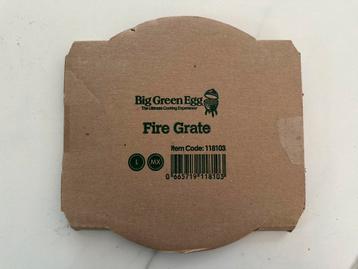 Big Green Egg
The Ultimate Cooking Experience
Fire Grate
Item Code: 118103
L MX
0 665719 118103